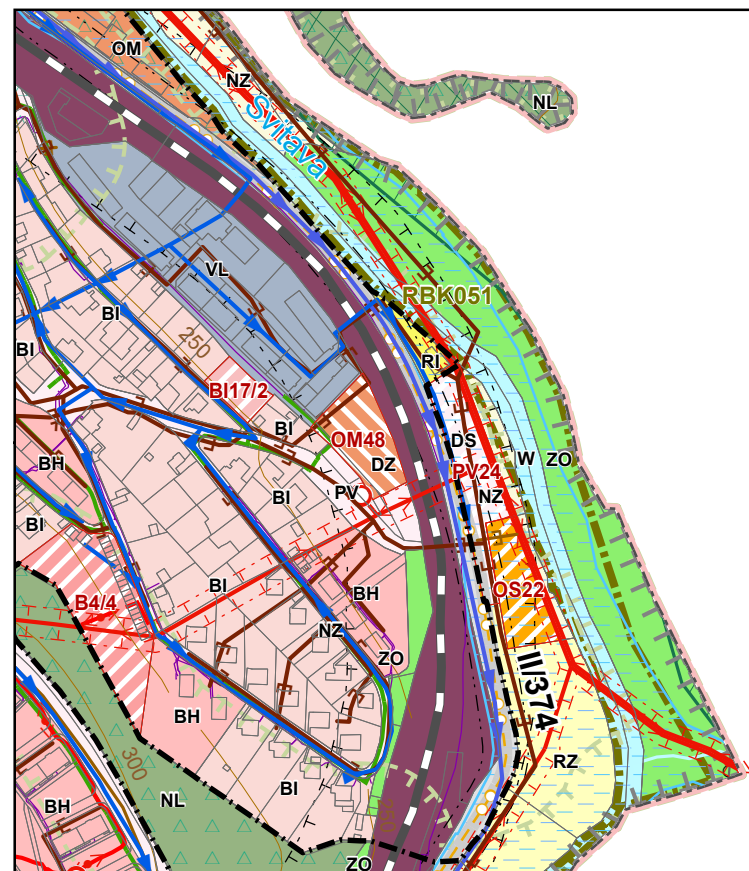 OM
NZ
NL
Svitava
VL
RBK051
BI
250
BI
RI
BI17/2
BI
OM48
DS
W
ZO
BH
DZ
PV24
BI
PV
NZ
BI
BI
BH
OS22
B4/4
NZ
ZO
II/374
BH
RZ
300
BI
NL
250
BH
ZO